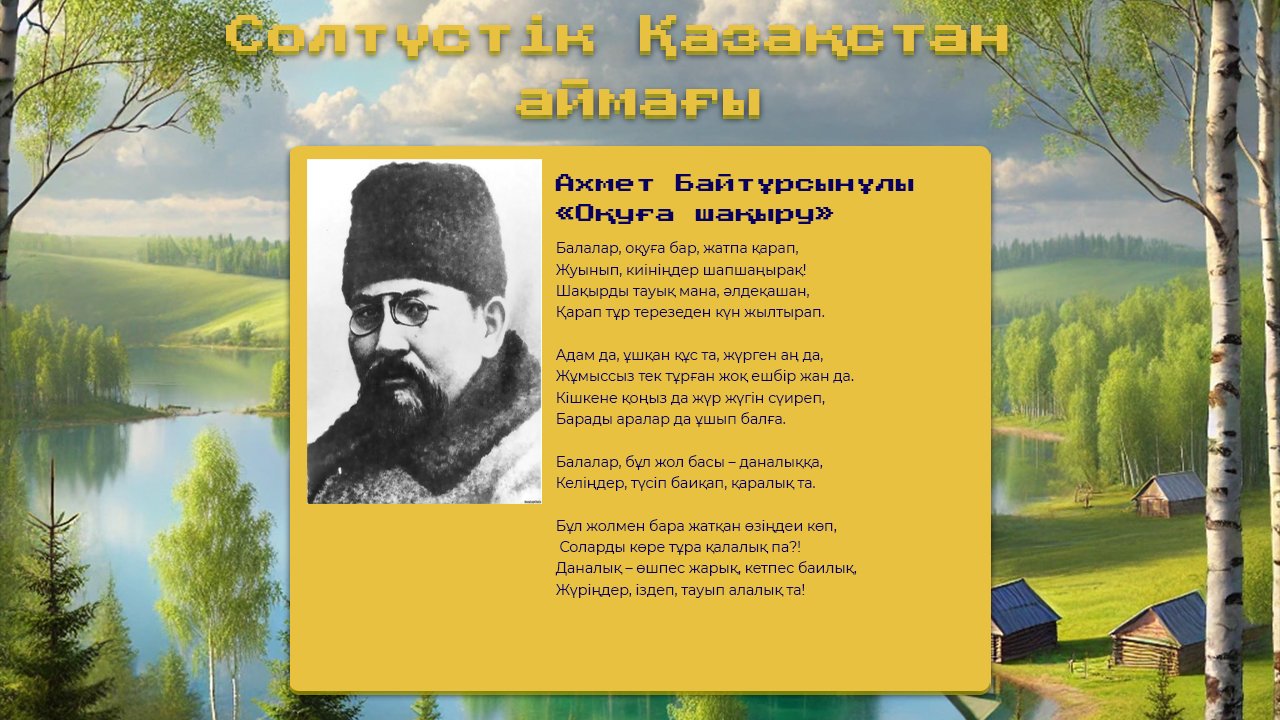 Солтүстік Қазақстан
аймағы
Ахмет Байтұрсынұлы
«Оқуға шақыру»
Балалар, оқуға бар, жатпа қарап,
Жуынып, киініңдер шапшаңырақ!
Шақырды тауық мана, әлдеқашан,
Қарап тұр терезеден күн жылтырап.
Адам да, ұшқан құс та, жүрген аң да,
Жұмыссыз тек тұрған жоқ ешбір жан да.
Кішкене қоңыз да жүр жүгін сүиреп,
Барады аралар да ұшып балға.
Балалар, бұл жол басы – даналыққа,
Келіңдер, түсіп баиқап, қаралық та.
Бұл жолмен бара жатқан өзіңдеи көп,
Соларды көре тұра қалалық па?!
Даналық – өшпес жарық, кетпес баилық,
Жүріңдер, іздеп, тауып алалық та!